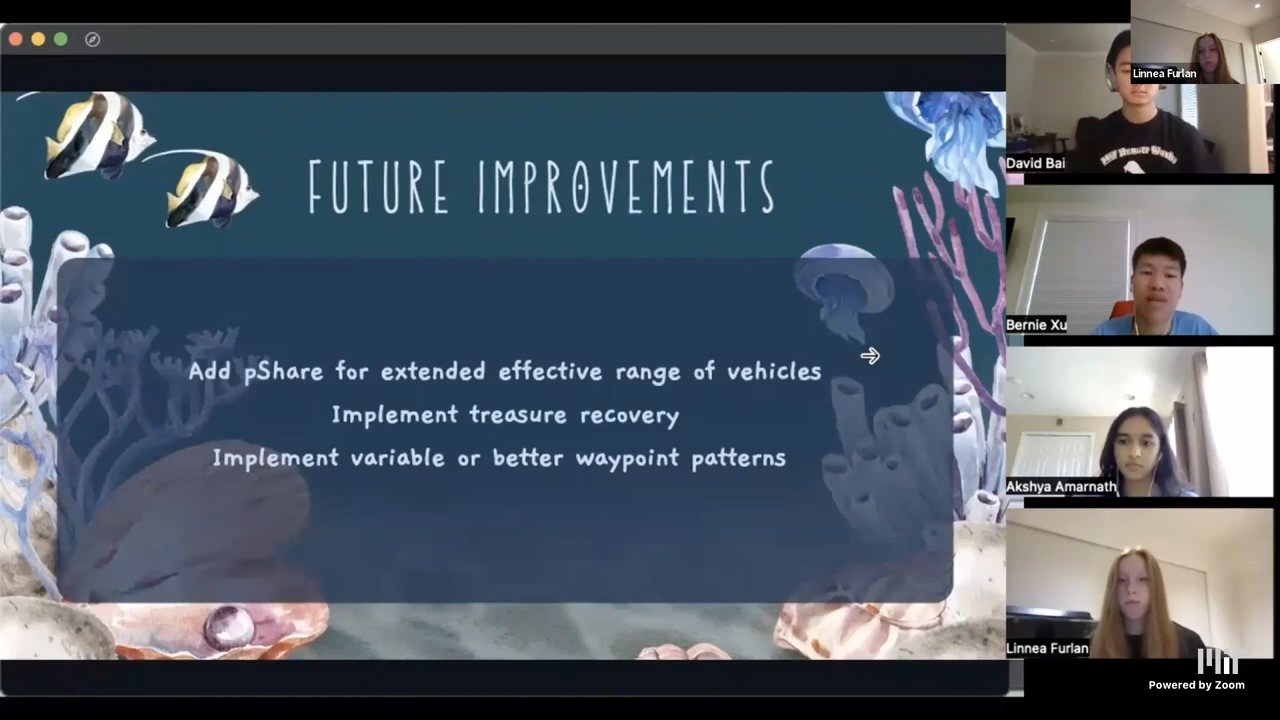 FUTURE IMPROVEMENTS
Add pShare for extended effective range of vehicles
Implement treasure recovery
Implement variable or better waypoint patterns
Linnea Furlan
David Bai
Bernie Xu
Akshya Amarnath
Linnea Furlan
Powered by Zoom